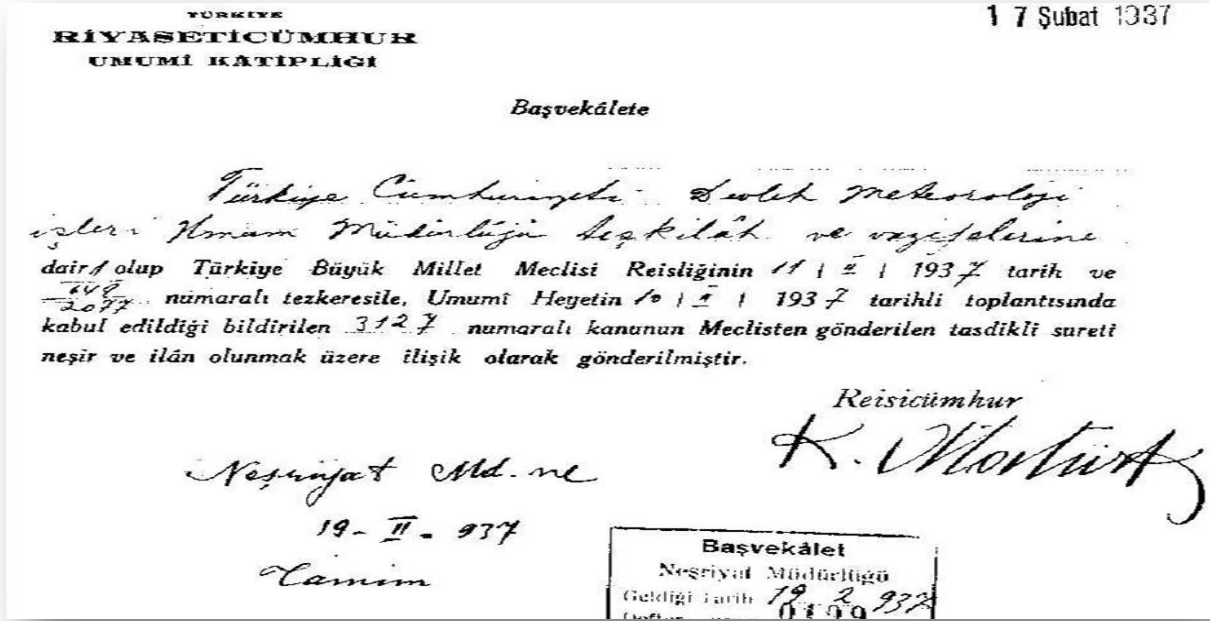 TÜRKİYE
RİYASETİCÜMHUR
UMUMÎ KÂTİPLİĞİ
1 7 Şubat 1937
Başvekâlete
Türkiye Cumhuriyeti Devlet Meteoroloji
işleri Umum Müdürlüğü teşkilât ve vazifelerine
dair olup Türkiye Büyük Millet Meclisi Reisliğinin 11 / II / 1937 tarih ve
2077 numaralı tezkeresile, Umumî Heyetin 10 / II / 1937 tarihli toplantısında
kabul edildiği bildirilen 3127 numaralı kanunun Meclisten gönderilen tasdikli sureti
neşir ve ilân olunmak üzere ilişik olarak gönderilmiştir.
Reisicümhur
K. Atatürk
Neşriyat Md. ne
19 - II - 937
Başvekâlet
Neşriyat Müdürlüğü
Geldiği tarih 19 2 937